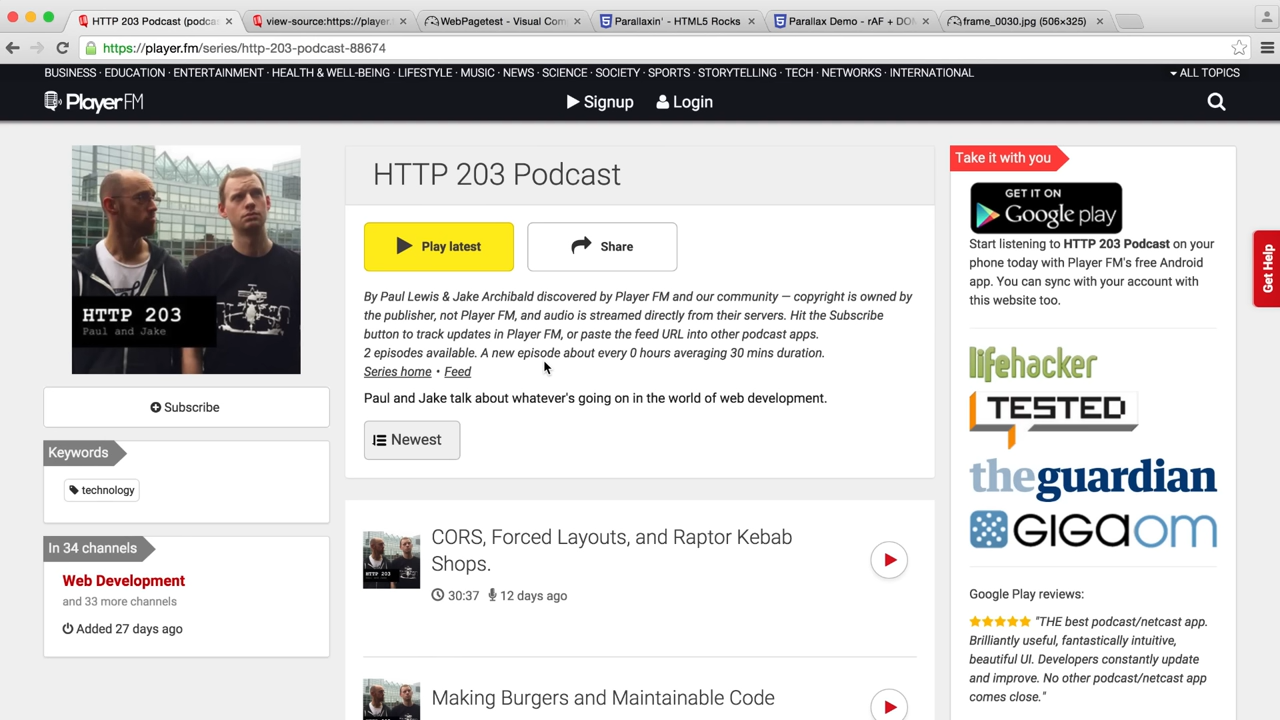 HTTP 203 Podcast (podcas
view-source:https://player.f
WebPagetest - Visual Com
Parallaxin' - HTML5 Rocks
Parallax Demo - rAF + DOM
frame_0030.jpg (506×325)
https://player.fm/series/http-203-podcast-88674
BUSINESS · EDUCATION · ENTERTAINMENT · HEALTH & WELL-BEING · LIFESTYLE · MUSIC · NEWS · SCIENCE · SOCIETY · SPORTS · STORYTELLING · TECH · NETWORKS · INTERNATIONAL
ALL TOPICS
PlayerFM
Signup
Login
HTTP 203
Paul and Jake
Subscribe
Keywords
technology
In 34 channels
Web Development
and 33 more channels
Added 27 days ago
HTTP 203 Podcast
Play latest
Share
By Paul Lewis & Jake Archibald discovered by Player FM and our community — copyright is owned by
the publisher, not Player FM, and audio is streamed directly from their servers. Hit the Subscribe
button to track updates in Player FM, or paste the feed URL into other podcast apps.
2 episodes available. A new episode about every 0 hours averaging 30 mins duration.
Series home • Feed
Paul and Jake talk about whatever's going on in the world of web development.
Newest
CORS, Forced Layouts, and Raptor Kebab
Shops.
30:37 12 days ago
Making Burgers and Maintainable Code
Take it with you
GET IT ON
Google play
Start listening to HTTP 203 Podcast on your
phone today with Player FM's free Android
app. You can sync with your account with
this website too.
lifehacker
TESTED
theguardian
GIGAOM
Google Play reviews:
"THE best podcast/netcast app.
Brilliantly useful, fantastically intuitive,
beautiful UI. Developers constantly update
and improve. No other podcast/netcast app
comes close."
Get Help